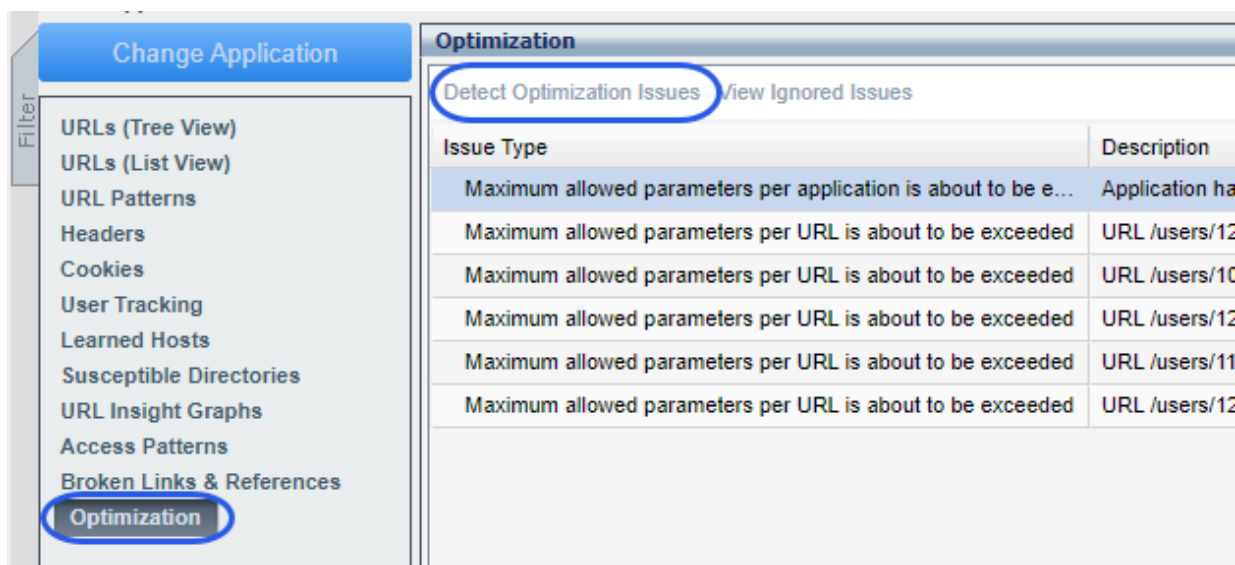 Change Application
Filter
URLs (Tree View)
URLs (List View)
URL Patterns
Headers
Cookies
User Tracking
Learned Hosts
Susceptible Directories
URL Insight Graphs
Access Patterns
Broken Links & References
Optimization
Optimization
Detect Optimization Issues View Ignored Issues
Issue Type Description
Maximum allowed parameters per application is about to be e... Application ha
Maximum allowed parameters per URL is about to be exceeded URL /users/12
Maximum allowed parameters per URL is about to be exceeded URL /users/10
Maximum allowed parameters per URL is about to be exceeded URL /users/12
Maximum allowed parameters per URL is about to be exceeded URL /users/11
Maximum allowed parameters per URL is about to be exceeded URL /users/12